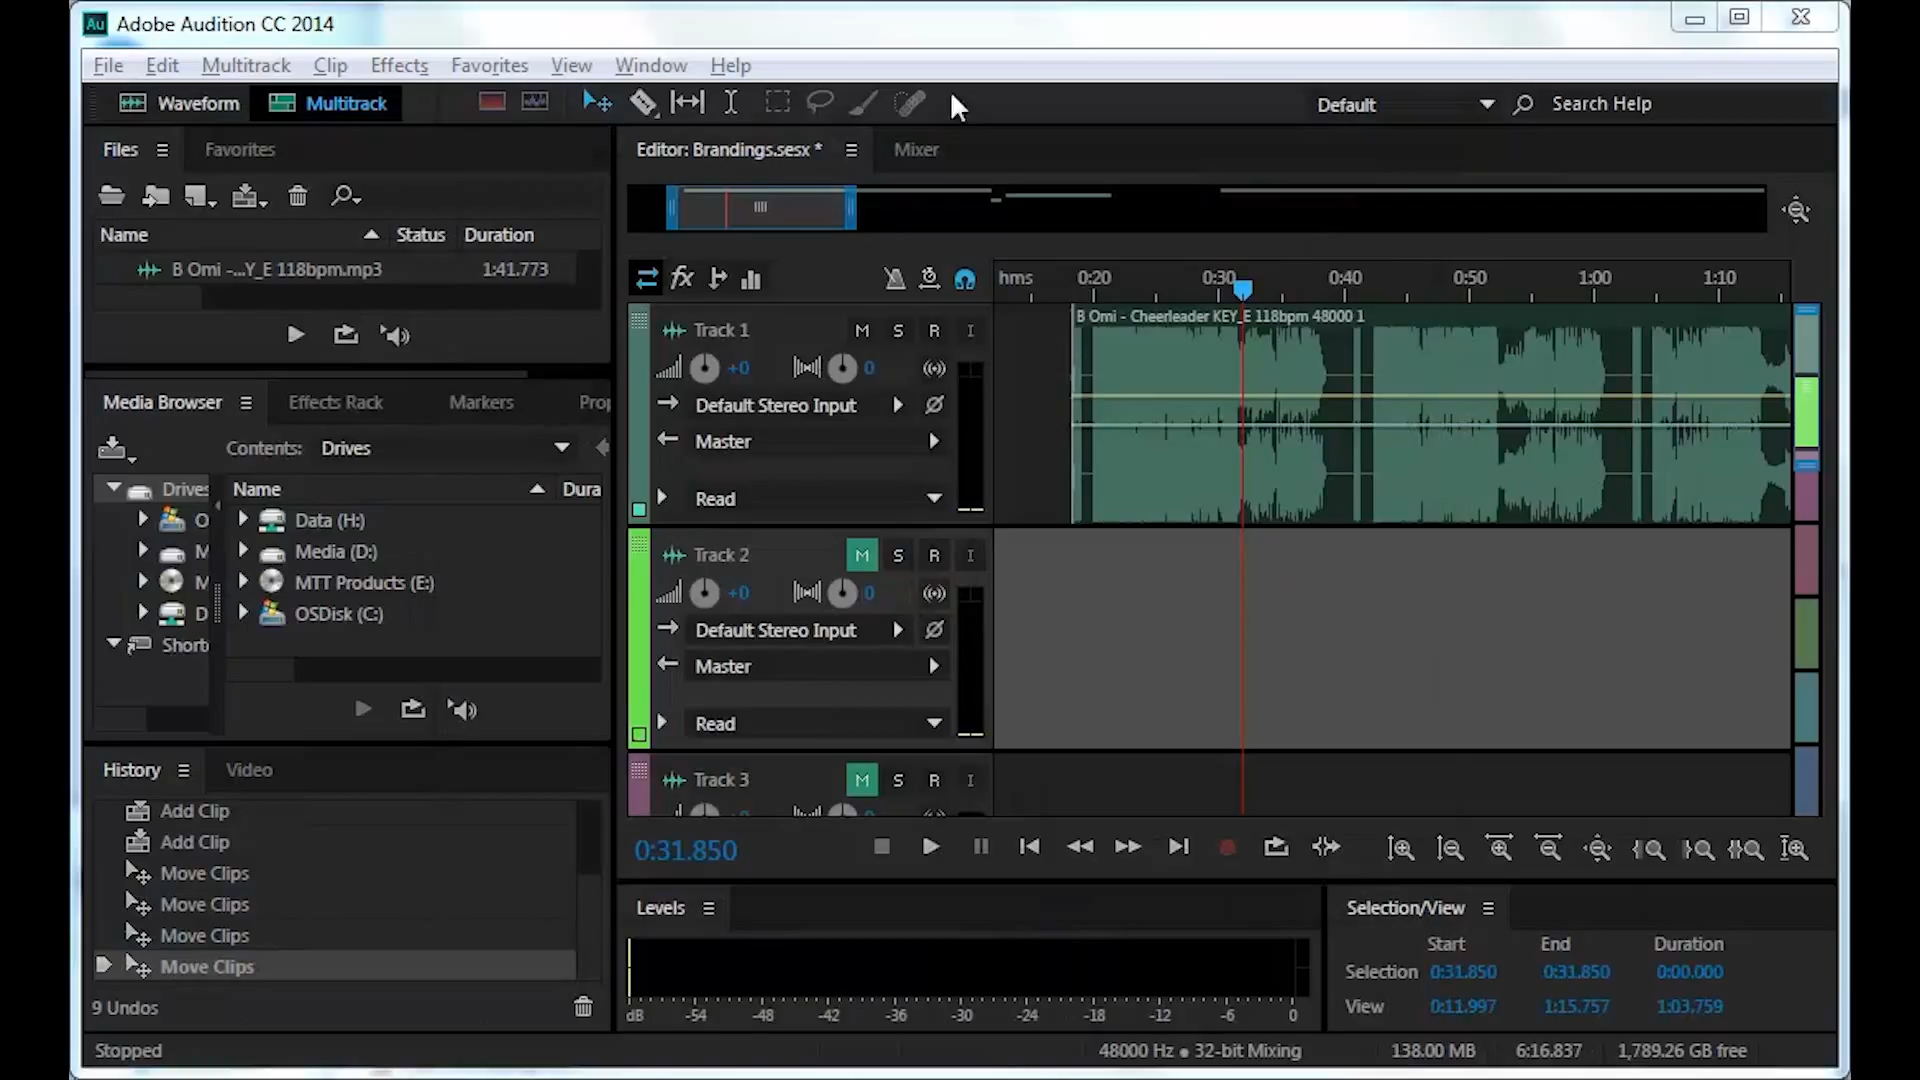 Au Adobe Audition CC 2014
File Edit Multitrack Clip Effects Favorites View Window Help
Waveform Multitrack Default Search Help
Files Favorites
Name Status Duration
B Omi -...Y_E 118bpm.mp3 1:41.773
Media Browser Effects Rack Markers Prop
Contents: Drives
Drives
O
M
M
D
Shorto
Name Dura
Data (H:)
Media (D:)
MTT Products (E:)
OSDisk (C:)
History Video
Add Clip
Add Clip
Move Clips
Move Clips
Move Clips
Move Clips
9 Undos
Stopped
Editor: Brandings.sesx * Mixer
fx hms 0:20 0:30 0:40 0:50 1:00 1:10
B Omi - Cheerleader KEY_E 118bpm 48000 1
Track 1 M S R I
+0 0
Default Stereo Input
Master
Read
Track 2 M S R I
+0 0
Default Stereo Input
Master
Read
Track 3 M S R I
0:31.850
Levels
dB -54 -48 -42 -36 -30 -24 -18 -12 -6 0
Selection/View
Start End Duration
Selection 0:31.850 0:31.850 0:00.000
View 0:11.997 1:15.757 1:03.759
48000 Hz ● 32-bit Mixing 138.00 MB 6:16.837 1,789.26 GB free